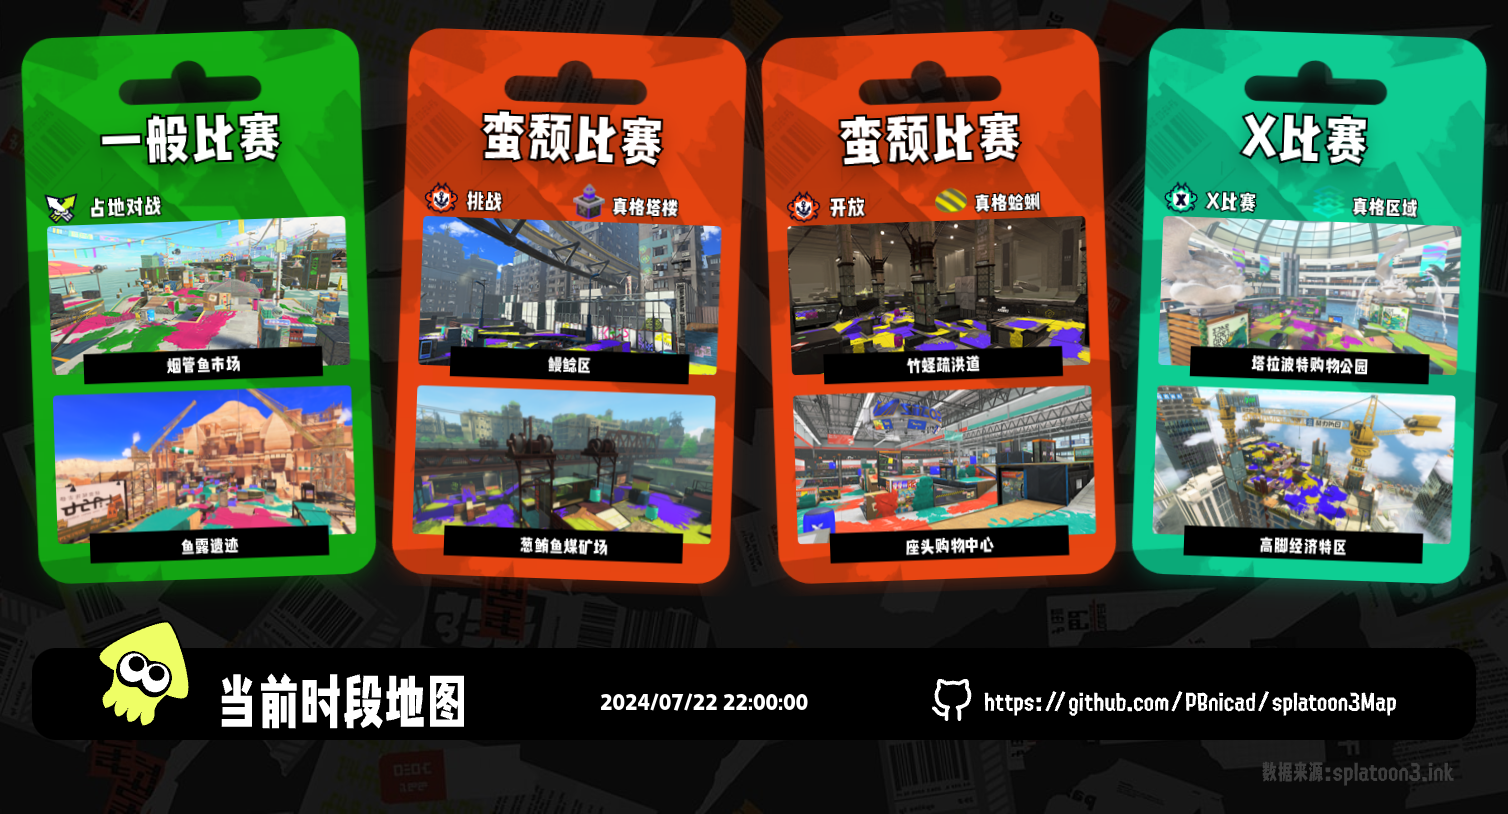 一般比赛
占地对战
烟管鱼市场
鱼露遗迹
蛮颓比赛
挑战
真格塔楼
鳗鲶区
葱鲔鱼煤矿场
蛮颓比赛
开放
真格蛤蜊
竹蛏疏洪道
座头购物中心
X比赛
X比赛
真格区域
塔拉波特购物公园
高脚经济特区
当前时段地图
2024/07/22 22:00:00
https://github.com/PBnicad/splatoon3Map
数据来源:splatoon3.ink